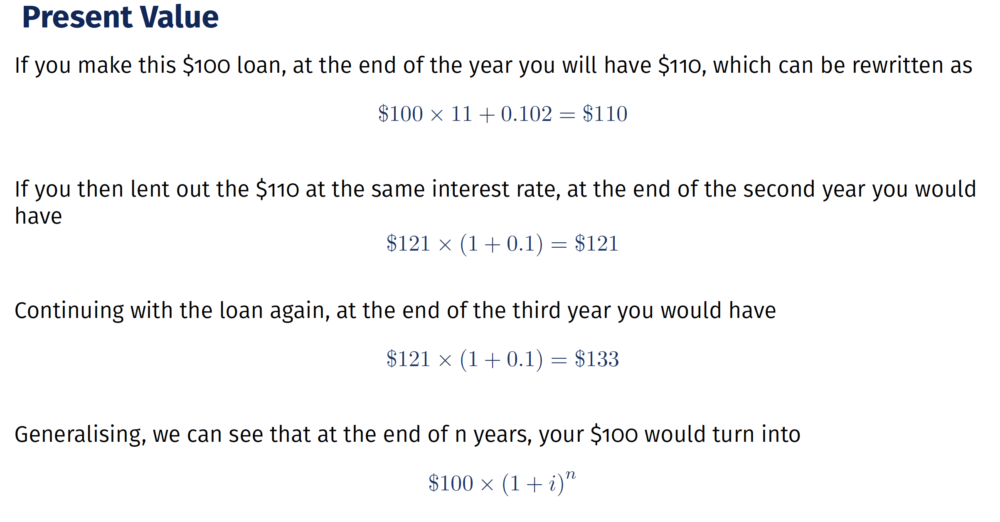 Present Value
If you make this $100 loan, at the end of the year you will have $110, which can be rewritten as
$100 × 11 + 0.102 = $110
If you then lent out the $110 at the same interest rate, at the end of the second year you would
have
$121 × (1 + 0.1) = $121
Continuing with the loan again, at the end of the third year you would have
$121 × (1 + 0.1) = $133
Generalising, we can see that at the end of n years, your $100 would turn into
$100 × (1 + i)^n